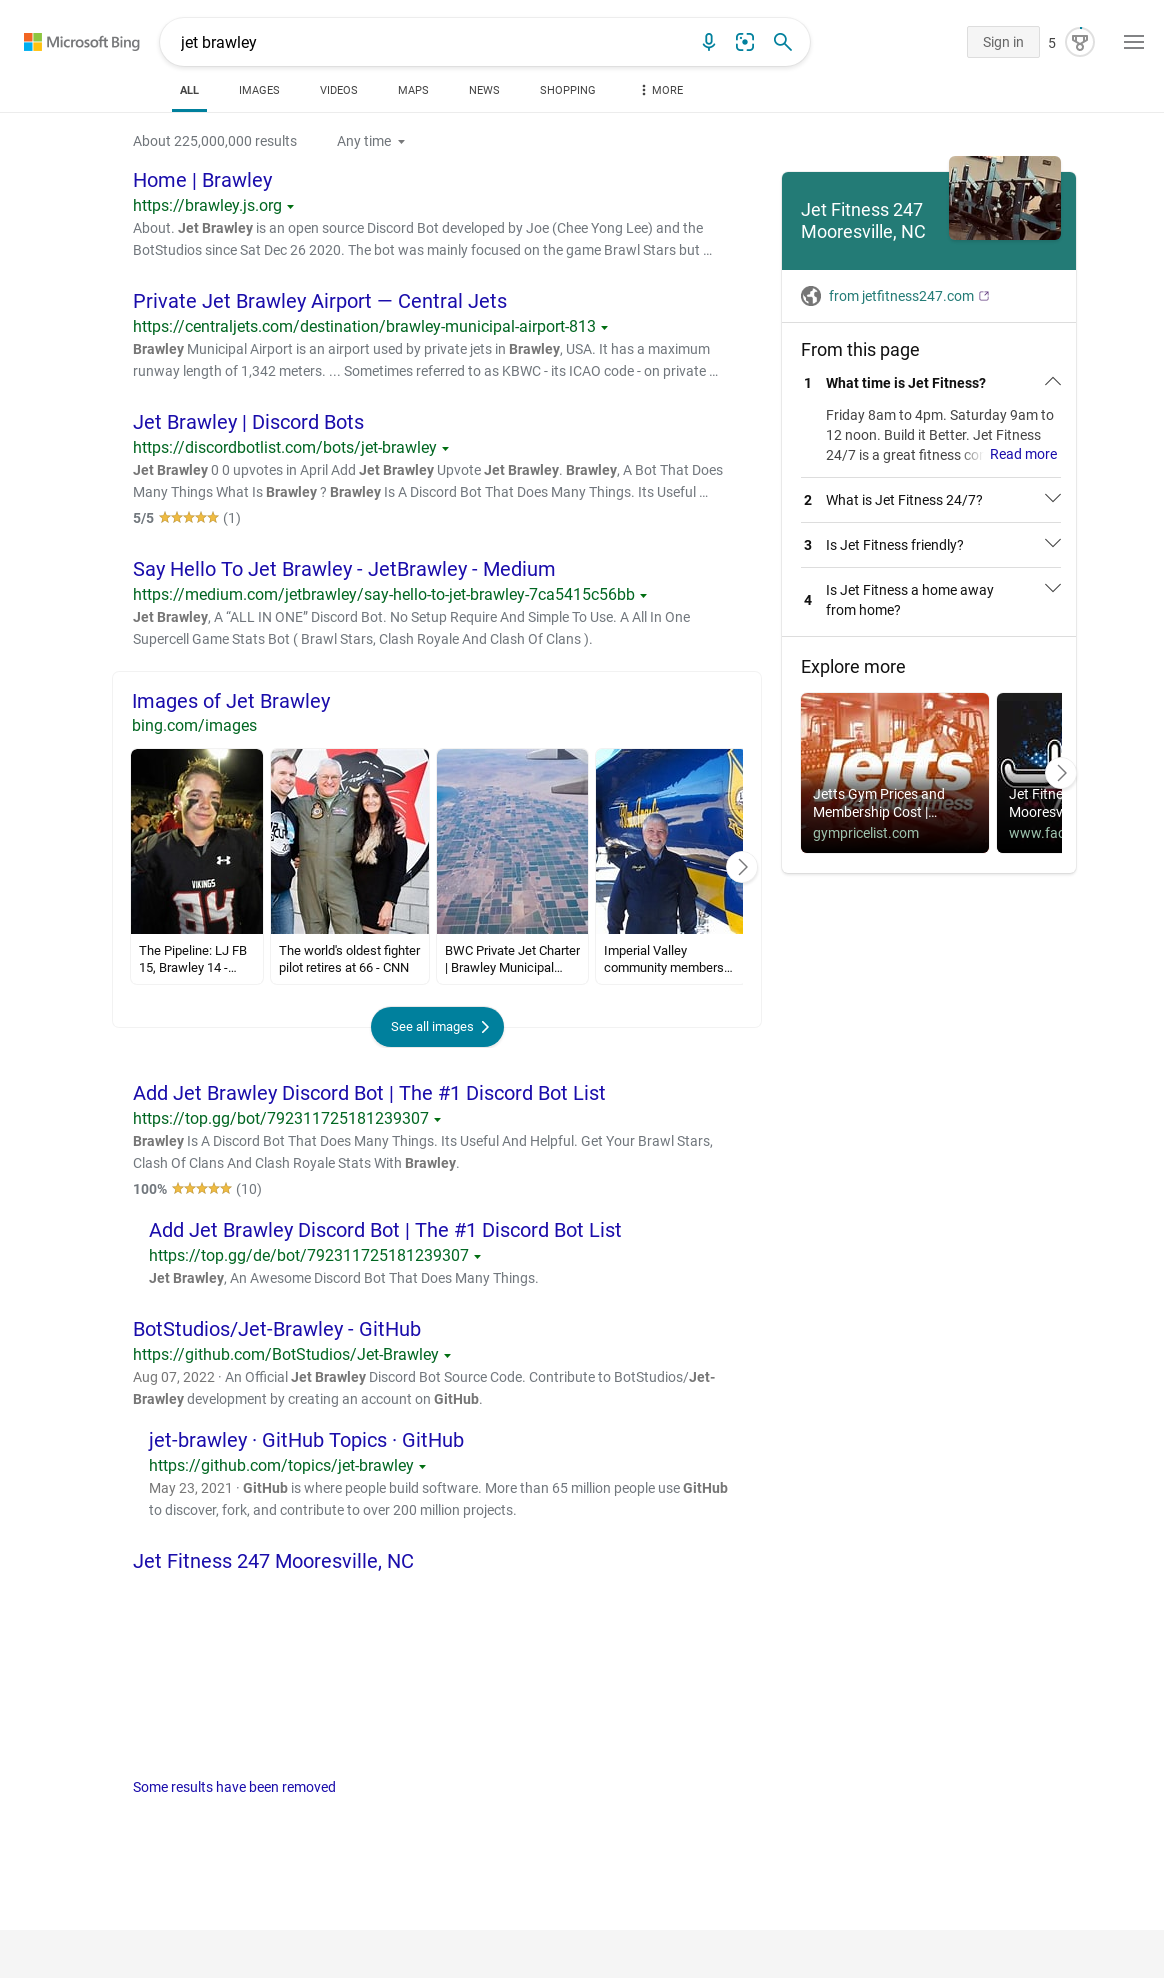 Microsoft Bing
jet brawley
Sign in
5
ALL
IMAGES
VIDEOS
MAPS
NEWS
SHOPPING
MORE
About 225,000,000 results
Any time
Home | Brawley
https://brawley.js.org
About. Jet Brawley is an open source Discord Bot developed by Joe (Chee Yong Lee) and the
BotStudios since Sat Dec 26 2020. The bot was mainly focused on the game Brawl Stars but …
Private Jet Brawley Airport — Central Jets
https://centraljets.com/destination/brawley-municipal-airport-813
Brawley Municipal Airport is an airport used by private jets in Brawley, USA. It has a maximum
runway length of 1,342 meters. ... Sometimes referred to as KBWC - its ICAO code - on private …
Jet Brawley | Discord Bots
https://discordbotlist.com/bots/jet-brawley
Jet Brawley 0 0 upvotes in April Add Jet Brawley Upvote Jet Brawley. Brawley, A Bot That Does
Many Things What Is Brawley ? Brawley Is A Discord Bot That Does Many Things. Its Useful …
5/5 (1)
Say Hello To Jet Brawley - JetBrawley - Medium
https://medium.com/jetbrawley/say-hello-to-jet-brawley-7ca5415c56bb
Jet Brawley, A “ALL IN ONE” Discord Bot. No Setup Require And Simple To Use. A All In One
Supercell Game Stats Bot ( Brawl Stars, Clash Royale And Clash Of Clans ).
Images of Jet Brawley
bing.com/images
VIKINGS
84
The Pipeline: LJ FB
15, Brawley 14 -…
The world's oldest fighter
pilot retires at 66 - CNN
BWC Private Jet Charter
| Brawley Municipal…
Imperial Valley
community members…
See all images
Add Jet Brawley Discord Bot | The #1 Discord Bot List
https://top.gg/bot/792311725181239307
Brawley Is A Discord Bot That Does Many Things. Its Useful And Helpful. Get Your Brawl Stars,
Clash Of Clans And Clash Royale Stats With Brawley.
100% (10)
Add Jet Brawley Discord Bot | The #1 Discord Bot List
https://top.gg/de/bot/792311725181239307
Jet Brawley, An Awesome Discord Bot That Does Many Things.
BotStudios/Jet-Brawley - GitHub
https://github.com/BotStudios/Jet-Brawley
Aug 07, 2022 · An Official Jet Brawley Discord Bot Source Code. Contribute to BotStudios/Jet-
Brawley development by creating an account on GitHub.
jet-brawley · GitHub Topics · GitHub
https://github.com/topics/jet-brawley
May 23, 2021 · GitHub is where people build software. More than 65 million people use GitHub
to discover, fork, and contribute to over 200 million projects.
Jet Fitness 247 Mooresville, NC
Some results have been removed
Jet Fitness 247
Mooresville, NC
from jetfitness247.com
From this page
1 What time is Jet Fitness?
Friday 8am to 4pm. Saturday 9am to
12 noon. Build it Better. Jet Fitness
24/7 is a great fitness co Read more
2 What is Jet Fitness 24/7?
3 Is Jet Fitness friendly?
4 Is Jet Fitness a home away
from home?
Explore more
jetts
24 hour fitness
Jetts Gym Prices and
Membership Cost |…
gympricelist.com
Jet Fitne
Mooresv
www.fac